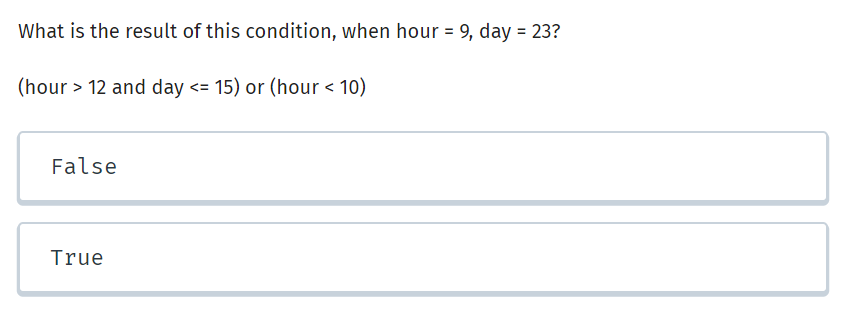 What is the result of this condition, when hour = 9, day = 23?
(hour > 12 and day <= 15) or (hour < 10)
False
True